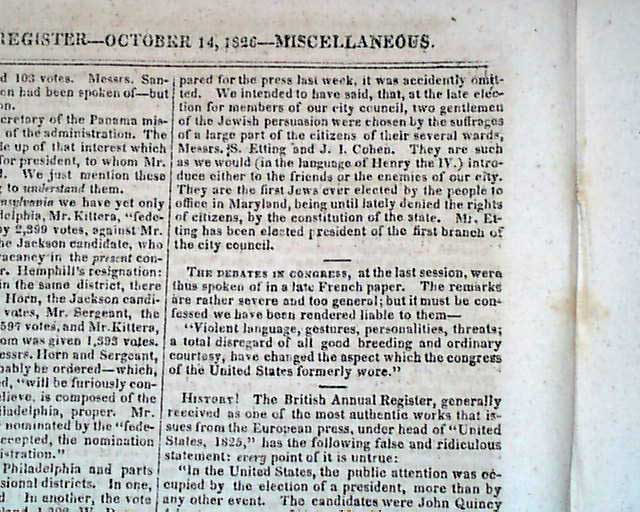 REGISTER—OCTOBER 14, 1826—MISCELLANEOUS.
d 103 votes. Messrs. San-
en had been spoken of—but
on.
cretary of the Panama mis-
of the administration. The
le up of that interest which
for president, to whom Mr.
d. We just mention these
g to understand them.
nsylvania we have yet only
delphia, Mr. Kittera, "fede-
by 2,399 votes, against Mr.
he Jackson candidate, who
vacancy in the present con-
r. Hemphill's resignation:
in the same district, there
Horn, the Jackson candi-
votes, Mr. Sergeant, the
597 votes, and Mr. Kittera,
om was given 1,393 votes.
essrs. Horn and Sergeant,
bably be ordered—which,
d, "will be furiously con-
elieve, is composed of the
iladelphia, proper. Mr.
nominated by the "fede-
ccepted, the nomination
istration."
Philadelphia and parts
sional districts. In one,
d In another, the vote
pared for the press last week, it was accidently omit-
ted. We intended to have said, that, at the late elec-
tion for members of our city council, two gentlemen
of the Jewish persuasion were chosen by the suffrages
of a large part of the citizens of their several wards,
Messrs. S. Etting and J. I. Cohen. They are such
as we would (in the language of Henry the IV.) intro-
duce either to the friends or the enemies of our city.
They are the first Jews ever elected by the people to
office in Maryland, being until lately denied the rights
of citizens, by the constitution of the state. Mr. Et-
ting has been elected president of the first branch of
the city council.
THE DEBATES IN CONGRESS, at the last session, were
thus spoken of in a late French paper. The remarks
are rather severe and too general; but it must be con-
fessed we have been rendered liable to them—
"Violent language, gestures, personalities, threats;
a total disregard of all good breeding and ordinary
courtesy, have changed the aspect which the congress
of the United States formerly wore."
HISTORY! The British Annual Register, generally
received as one of the most authentic works that is-
sues from the European press, under head of "United
States, 1825," has the following false and ridiculous
statement: every point of it is untrue:
"In the United States, the public attention was oc-
cupied by the election of a president, more than by
any other event. The candidates were John Quincy